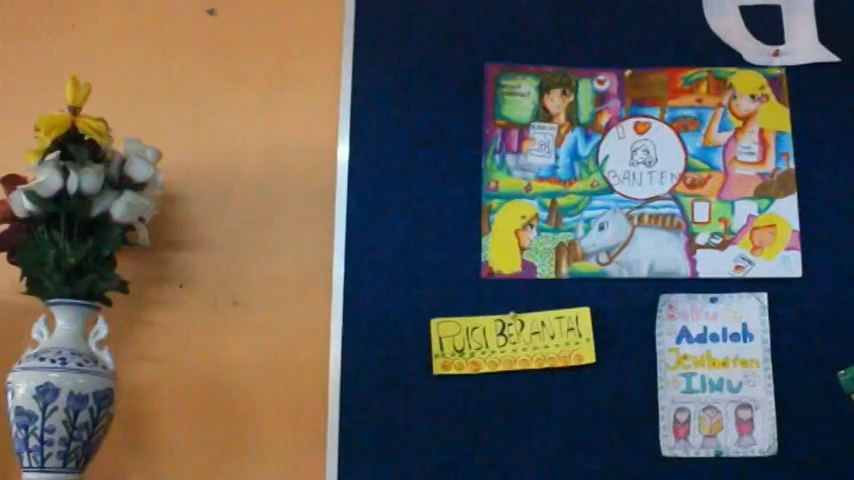 I
BANTEN
PUISI BERANTAI
Buku
Adalah
Jembatan
ILMU